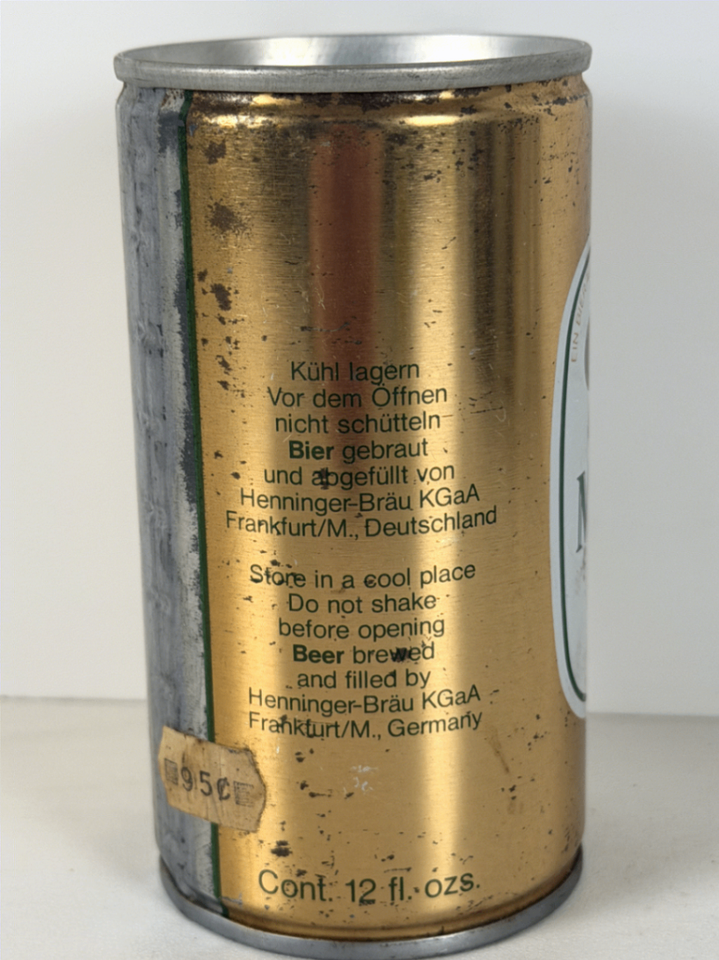 Kühl lagern
Vor dem Öffnen
nicht schütteln
Bier gebraut
und abgefüllt von
Henninger-Bräu KGaA
Frankfurt/M., Deutschland
Store in a cool place
Do not shake
before opening
Beer brewed
and filled by
Henninger-Bräu KGaA
Frankfurt/M., Germany
95¢
Cont. 12 fl. ozs.
EIN